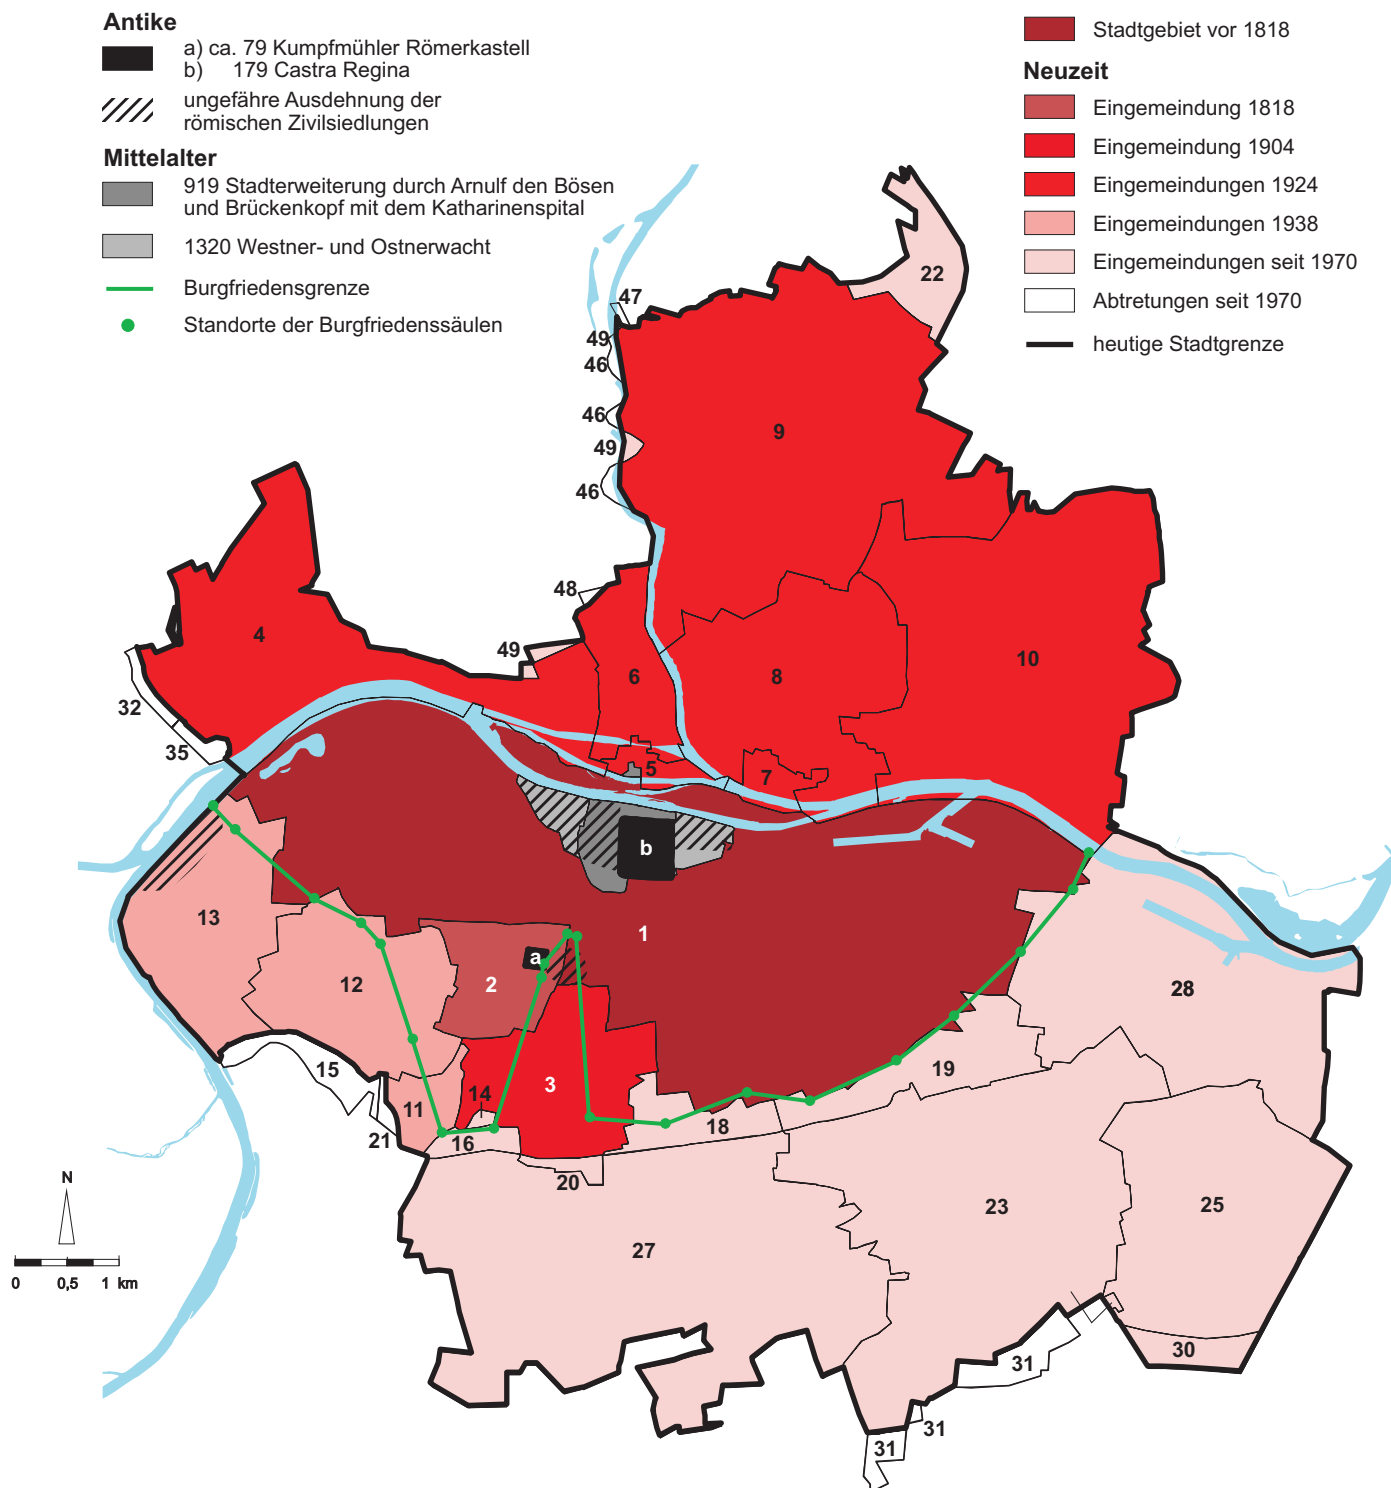 Antike
a) ca. 79 Kumpfmühler Römerkastell
b) 179 Castra Regina
ungefähre Ausdehnung der
römischen Zivilsiedlungen
Mittelalter
919 Stadterweiterung durch Arnulf den Bösen
und Brückenkopf mit dem Katharinenspital
1320 Westner- und Ostnerwacht
Burgfriedensgrenze
Standorte der Burgfriedenssäulen
Stadtgebiet vor 1818
Neuzeit
Eingemeindung 1818
Eingemeindung 1904
Eingemeindungen 1924
Eingemeindungen 1938
Eingemeindungen seit 1970
Abtretungen seit 1970
heutige Stadtgrenze
22
47
49
46
46
9
49
46
48
4
49
6
8
10
32
35
5
7
b
13
1
a
2
12
28
15
19
3
14
11
18
21
16
20
N
23
25
27
0 0,5 1 km
30
31
31
31